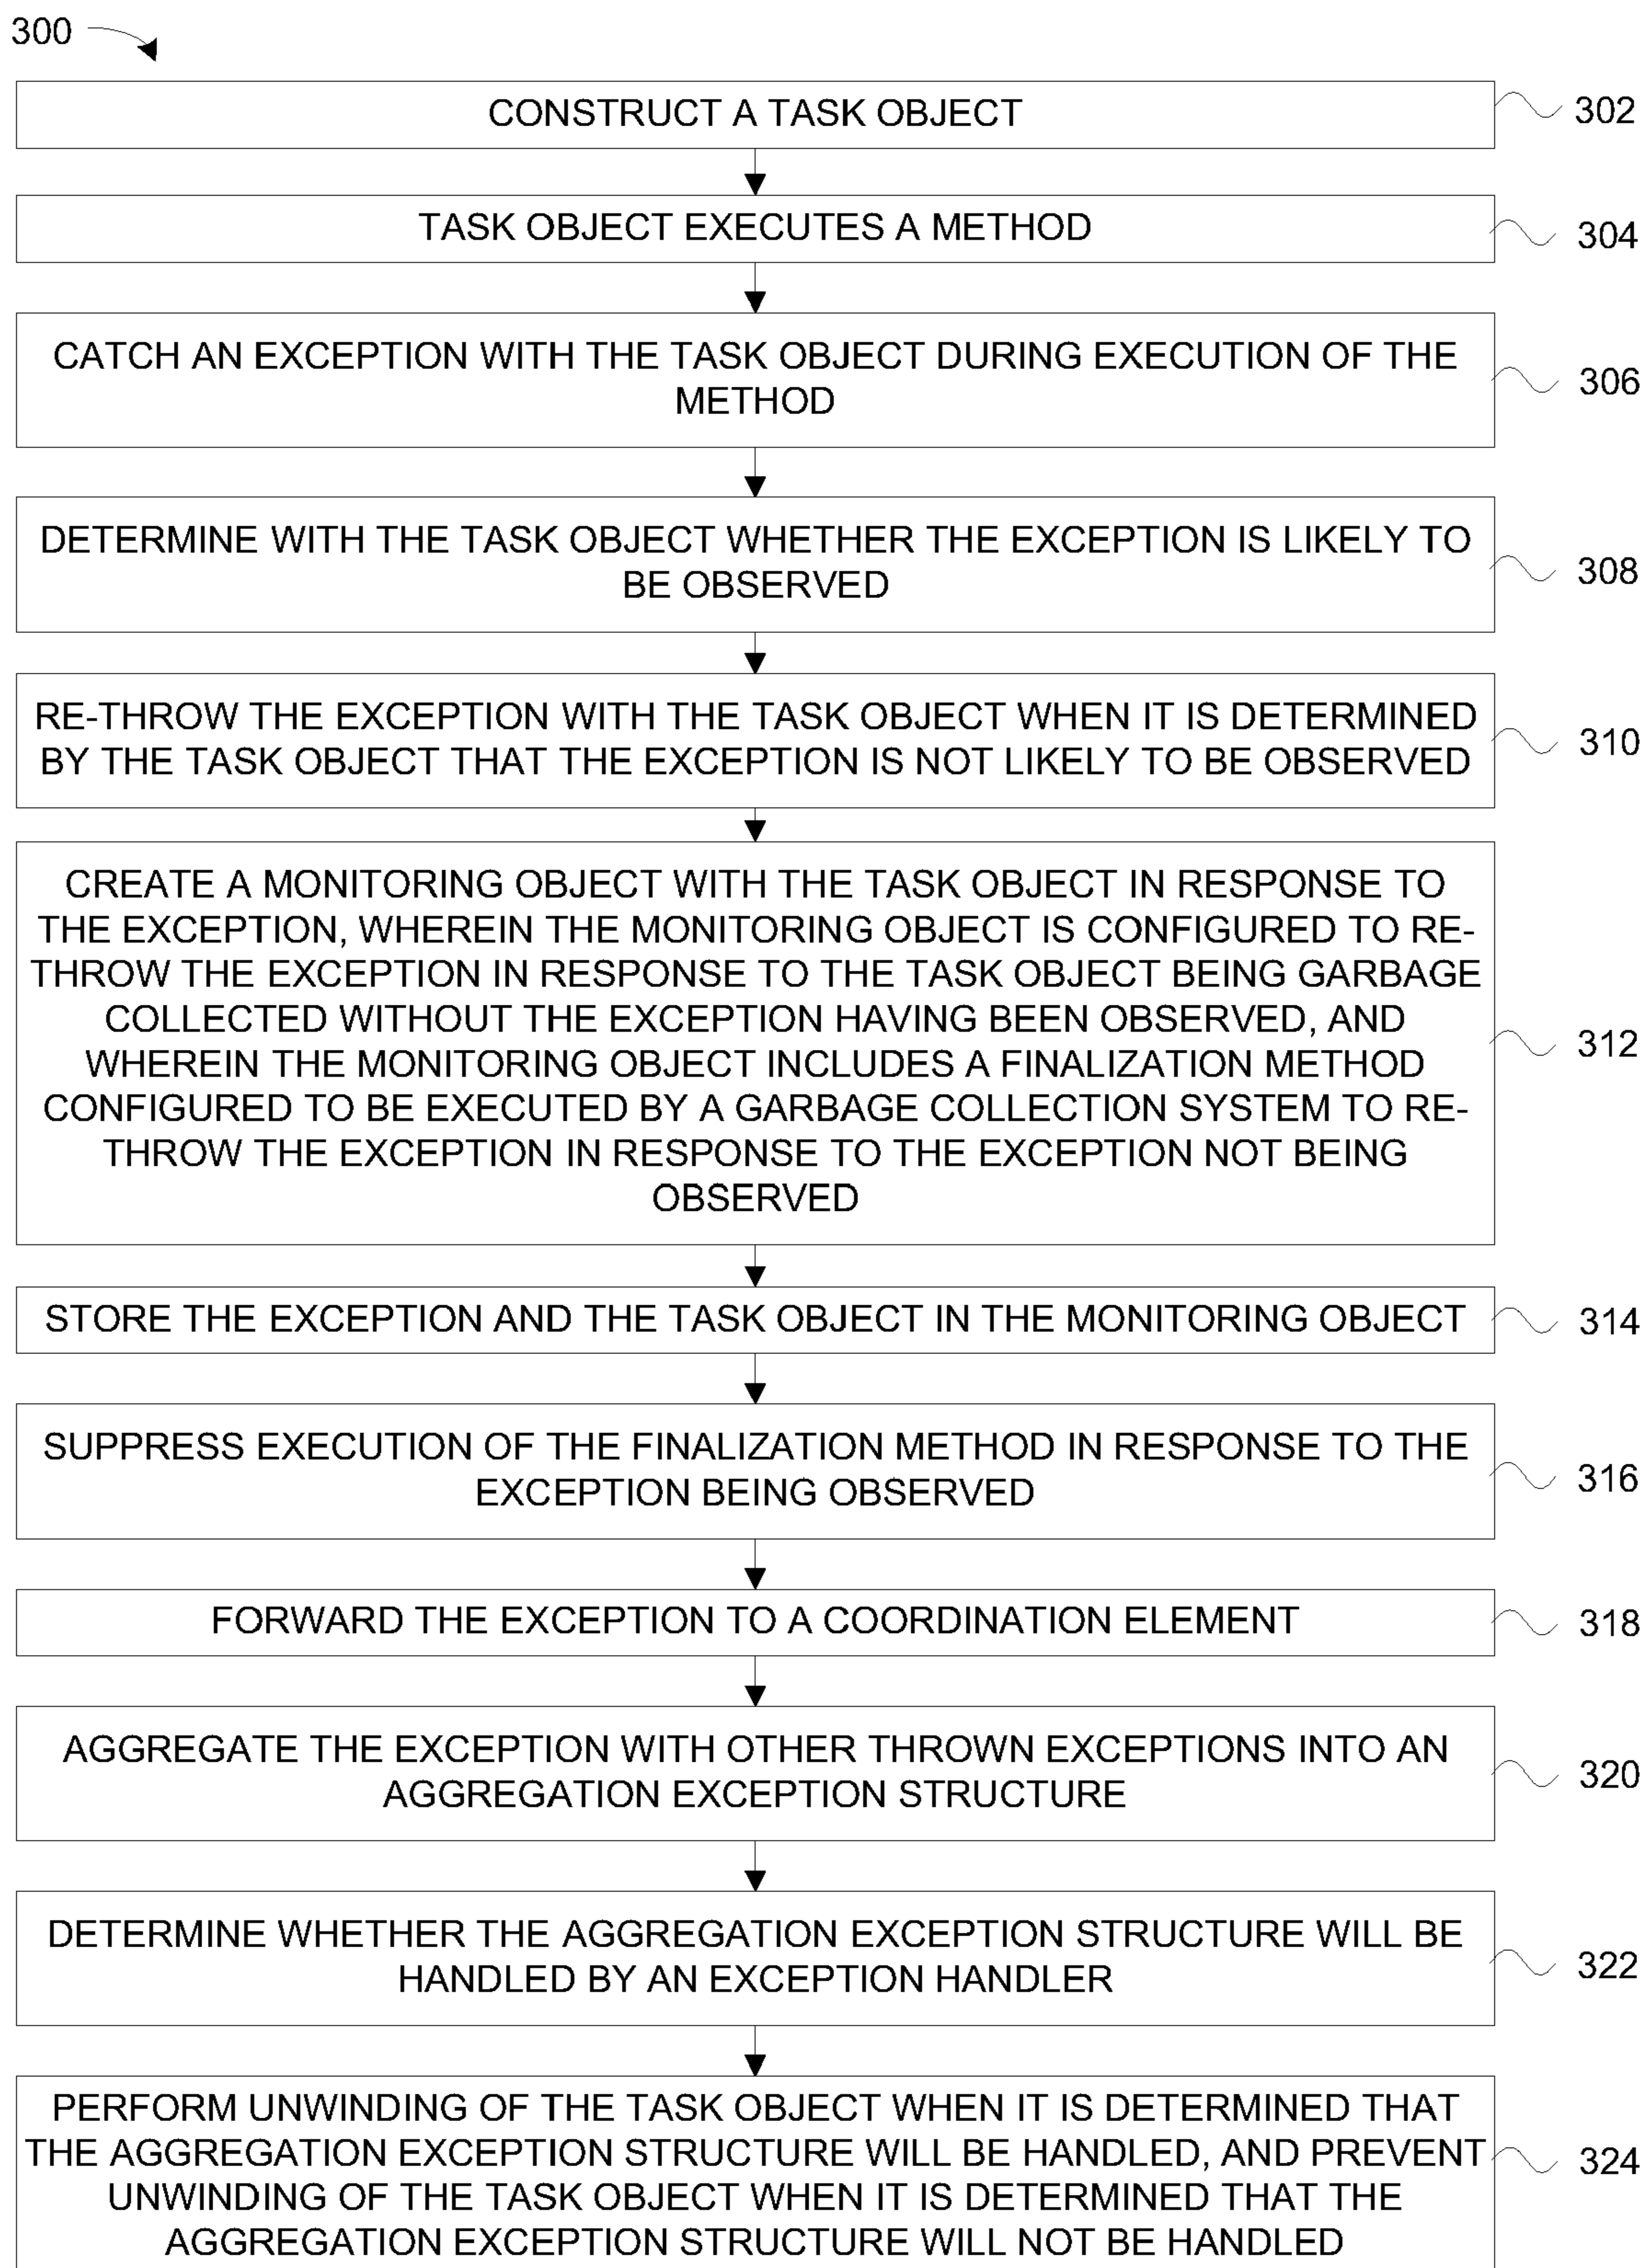 300
CONSTRUCT A TASK OBJECT
302
TASK OBJECT EXECUTES A METHOD
304
CATCH AN EXCEPTION WITH THE TASK OBJECT DURING EXECUTION OF THE
METHOD
306
DETERMINE WITH THE TASK OBJECT WHETHER THE EXCEPTION IS LIKELY TO
BE OBSERVED
308
RE-THROW THE EXCEPTION WITH THE TASK OBJECT WHEN IT IS DETERMINED
BY THE TASK OBJECT THAT THE EXCEPTION IS NOT LIKELY TO BE OBSERVED
310
CREATE A MONITORING OBJECT WITH THE TASK OBJECT IN RESPONSE TO
THE EXCEPTION, WHEREIN THE MONITORING OBJECT IS CONFIGURED TO RE-
THROW THE EXCEPTION IN RESPONSE TO THE TASK OBJECT BEING GARBAGE
COLLECTED WITHOUT THE EXCEPTION HAVING BEEN OBSERVED, AND
WHEREIN THE MONITORING OBJECT INCLUDES A FINALIZATION METHOD
CONFIGURED TO BE EXECUTED BY A GARBAGE COLLECTION SYSTEM TO RE-
THROW THE EXCEPTION IN RESPONSE TO THE EXCEPTION NOT BEING
OBSERVED
312
STORE THE EXCEPTION AND THE TASK OBJECT IN THE MONITORING OBJECT
314
SUPPRESS EXECUTION OF THE FINALIZATION METHOD IN RESPONSE TO THE
EXCEPTION BEING OBSERVED
316
FORWARD THE EXCEPTION TO A COORDINATION ELEMENT
318
AGGREGATE THE EXCEPTION WITH OTHER THROWN EXCEPTIONS INTO AN
AGGREGATION EXCEPTION STRUCTURE
320
DETERMINE WHETHER THE AGGREGATION EXCEPTION STRUCTURE WILL BE
HANDLED BY AN EXCEPTION HANDLER
322
PERFORM UNWINDING OF THE TASK OBJECT WHEN IT IS DETERMINED THAT
THE AGGREGATION EXCEPTION STRUCTURE WILL BE HANDLED, AND PREVENT
UNWINDING OF THE TASK OBJECT WHEN IT IS DETERMINED THAT THE
AGGREGATION EXCEPTION STRUCTURE WILL NOT BE HANDLED
324